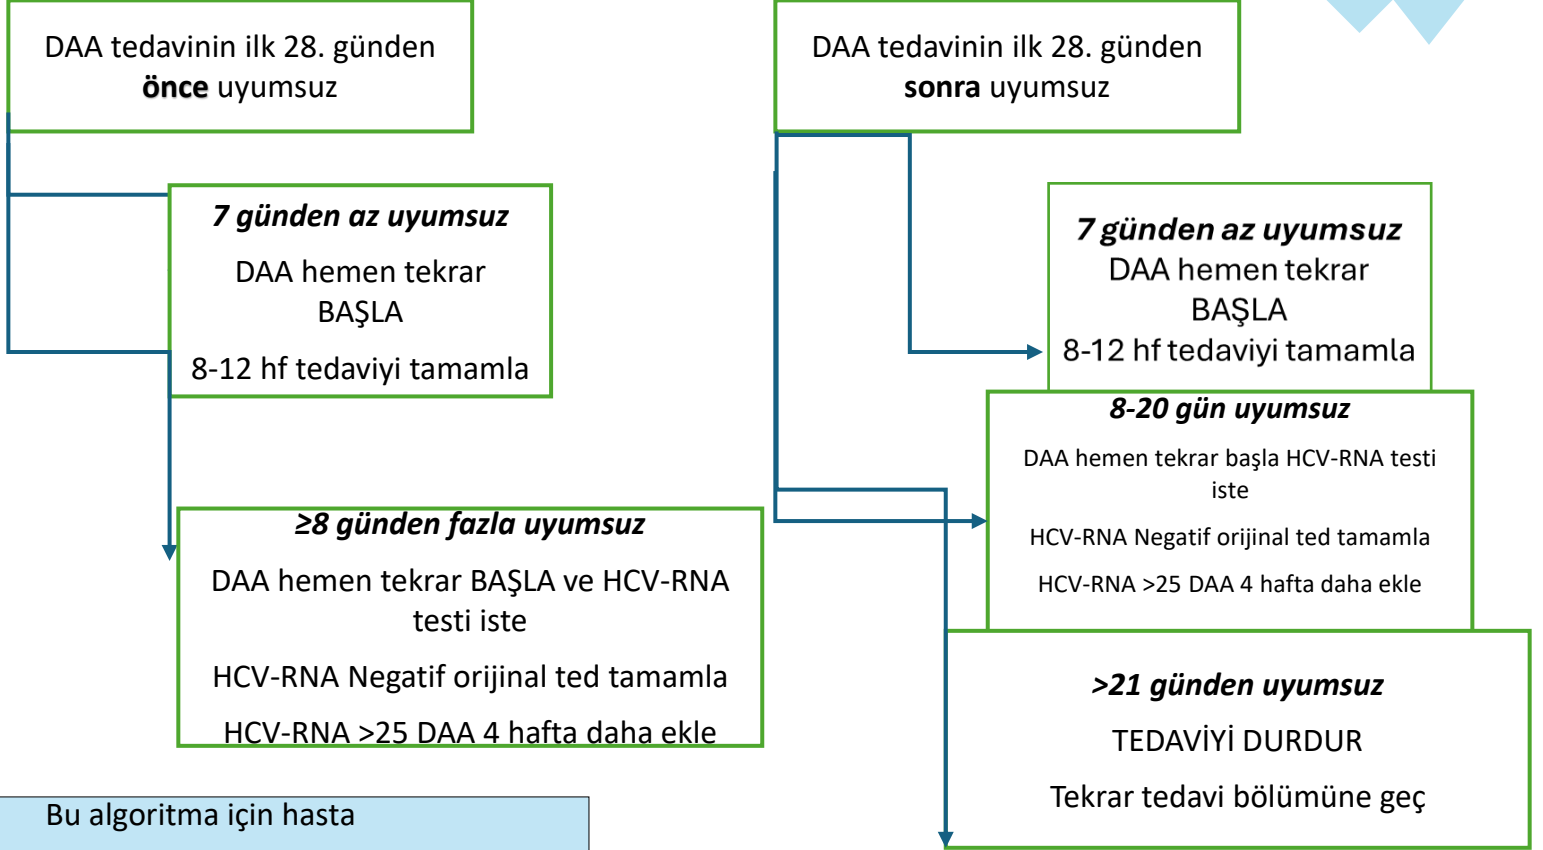 DAA tedavinin ilk 28. günden
önce uyumsuz
7 günden az uyumsuz
DAA hemen tekrar
BAŞLA
8-12 hf tedaviyi tamamla
≥8 günden fazla uyumsuz
DAA hemen tekrar BAŞLA ve HCV-RNA
testi iste
HCV-RNA Negatif orijinal ted tamamla
HCV-RNA >25 DAA 4 hafta daha ekle
Bu algoritma için hasta
DAA tedavinin ilk 28. günden
sonra uyumsuz
7 günden az uyumsuz
DAA hemen tekrar
BAŞLA
8-12 hf tedaviyi tamamla
8-20 gün uyumsuz
DAA hemen tekrar başla HCV-RNA testi
iste
HCV-RNA Negatif orijinal ted tamamla
HCV-RNA >25 DAA 4 hafta daha ekle
>21 günden uyumsuz
TEDAVİYİ DURDUR
Tekrar tedavi bölümüne geç